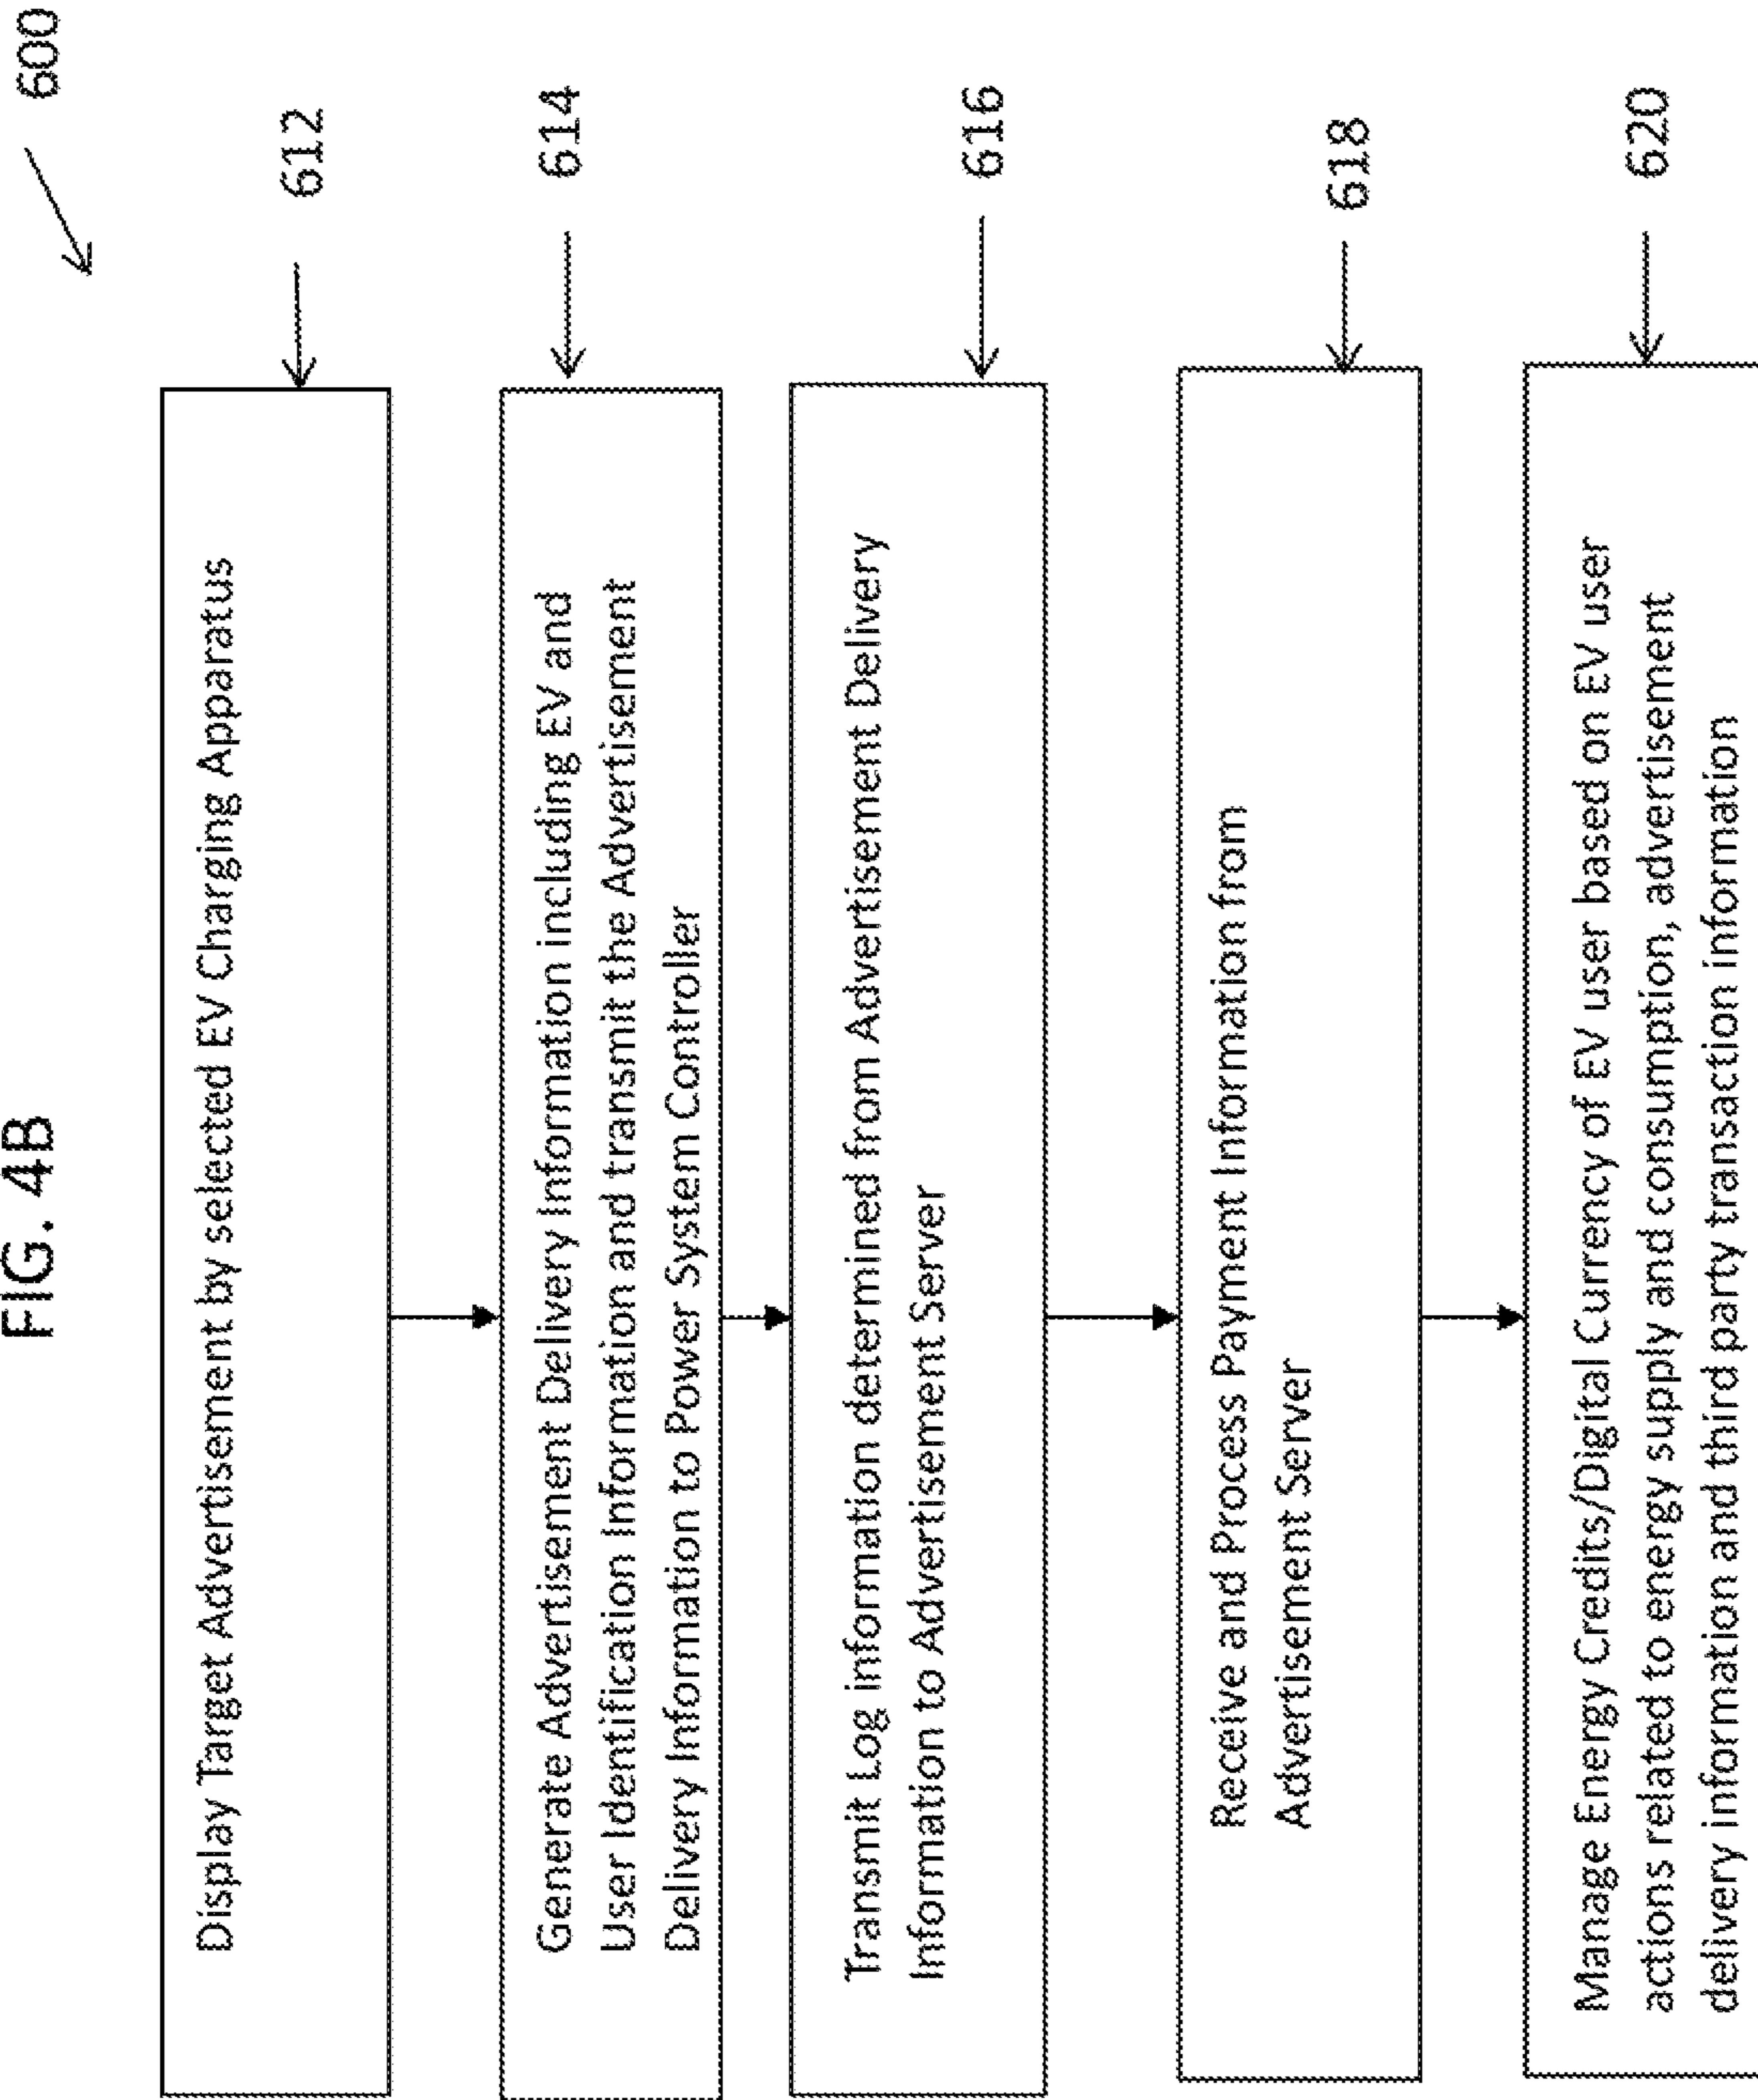 FIG. 4B
600
Display Target Advertisement by selected EV Charging Apparatus
612
Generate Advertisement Delivery Information including EV and
User Identification Information and transmit the Advertisement
Delivery Information to Power System Controller
614
Transmit Log information determined from Advertisement Delivery
Information to Advertisement Server
616
Receive and Process Payment Information from
Advertisement Server
618
Manage Energy Credits/Digital Currency of EV user based on EV user
actions related to energy supply and consumption, advertisement
delivery information and third party transaction information
620